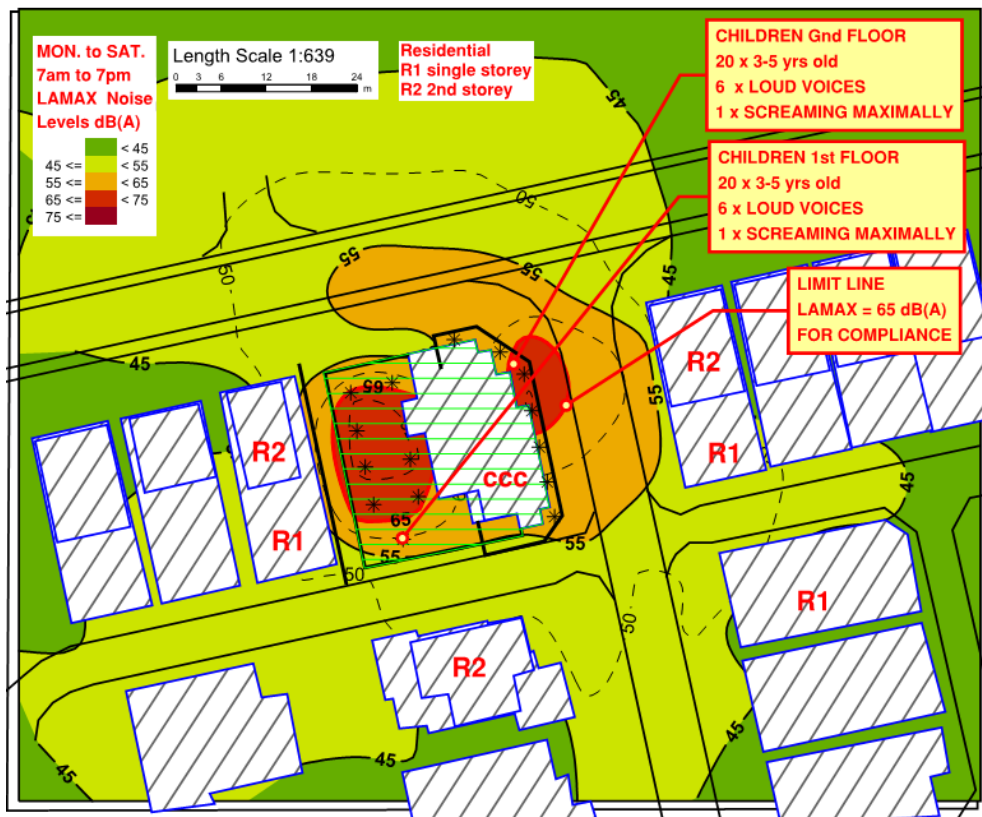 MON. to SAT.
7am to 7pm
LAMAX Noise
Levels dB(A)
< 45
45 <= < 55
55 <= < 65
65 <= < 75
75 <=
Length Scale 1:639
0 3 6 12 18 24
m
Residential
R1 single storey
R2 2nd storey
CHILDREN Gnd FLOOR
20 x 3-5 yrs old
6 x LOUD VOICES
1 x SCREAMING MAXIMALLY
CHILDREN 1st FLOOR
20 x 3-5 yrs old
6 x LOUD VOICES
1 x SCREAMING MAXIMALLY
LIMIT LINE
LAMAX = 65 dB(A)
FOR COMPLIANCE
45
50
55
55
50
45
45
65
55
R2
R2
R1
45
45
CCC
R1
65
55
55
50
R1
50
R2
45
45
45